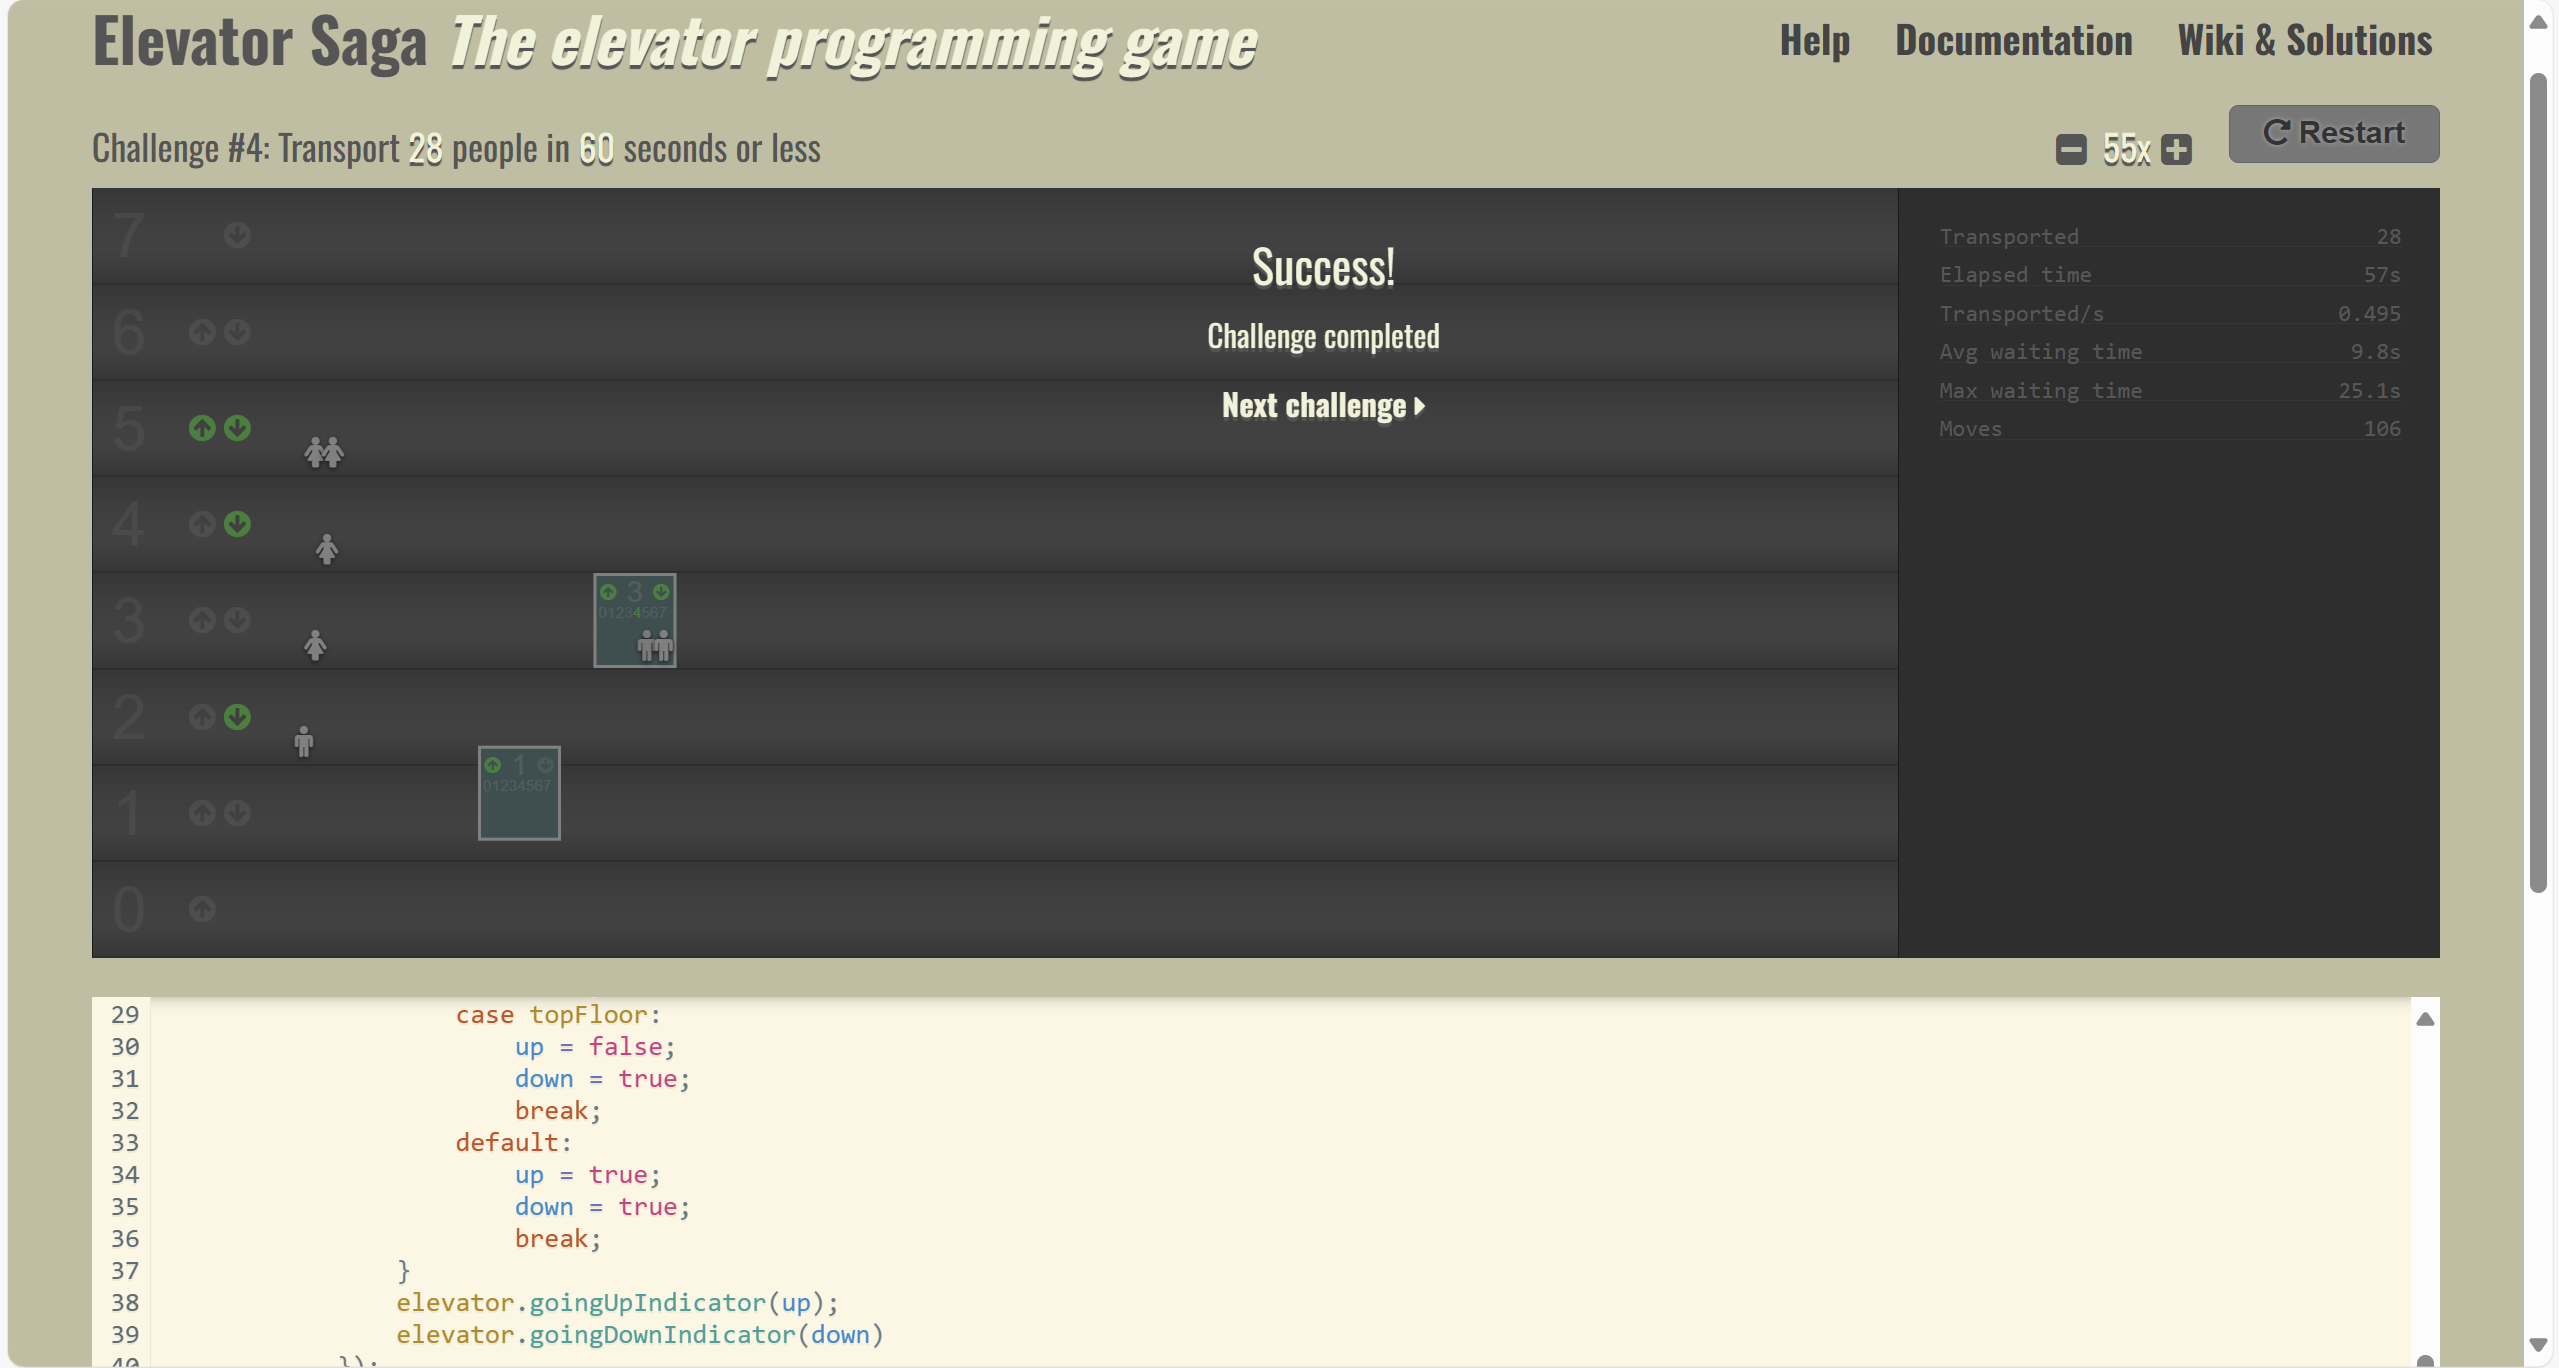 Elevator Saga The elevator programming game
Help Documentation Wiki & Solutions
Challenge #4: Transport 28 people in 60 seconds or less
55x
Restart
7
6
5
4
3
2
1
0
3
01234567
1
01234567
Success!
Challenge completed
Next challenge
Transported 28
Elapsed time 57s
Transported/s 0.495
Avg waiting time 9.8s
Max waiting time 25.1s
Moves 106
29 case topFloor:
30 up = false;
31 down = true;
32 break;
33 default:
34 up = true;
35 down = true;
36 break;
37 }
38 elevator.goingUpIndicator(up);
39 elevator.goingDownIndicator(down)
40 });